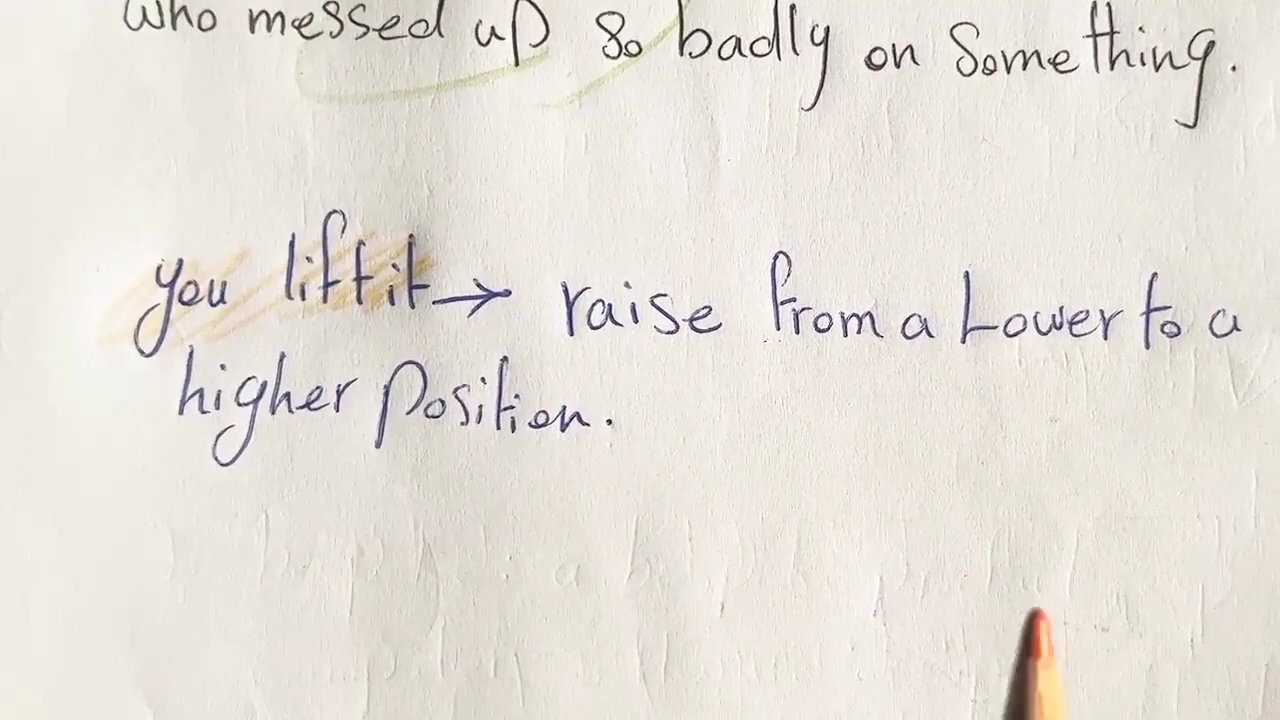 who messed up so badly on Something.
you lift it → raise from a Lower to a
higher Position.